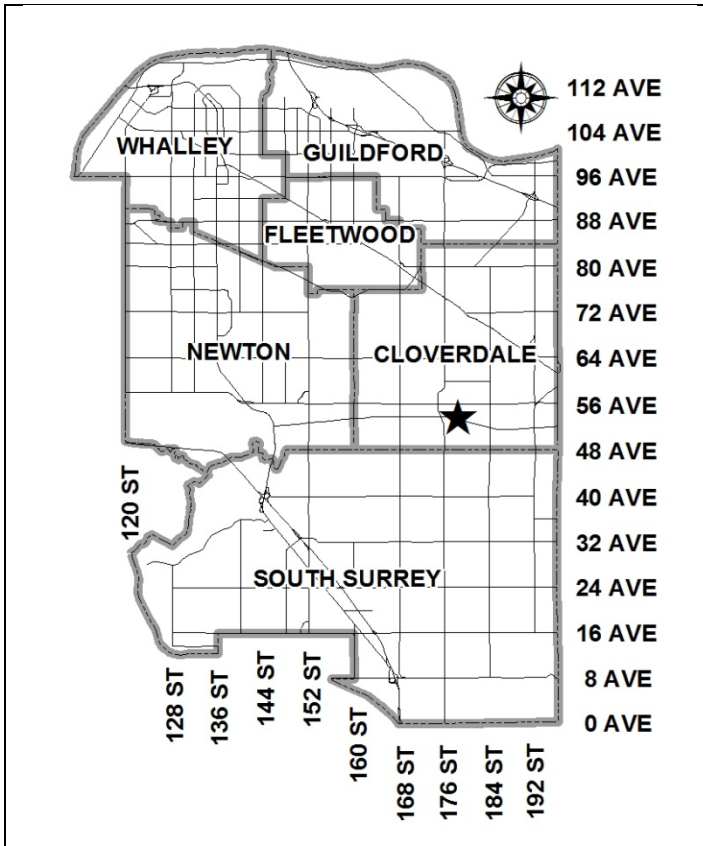 112 AVE
104 AVE
WHALLEY
GUILDFORD
96 AVE
88 AVE
FLEETWOOD
80 AVE
72 AVE
NEWTON
CLOVERDALE
64 AVE
56 AVE
48 AVE
120 ST
40 AVE
32 AVE
SOUTH SURREY
24 AVE
16 AVE
8 AVE
0 AVE
128 ST
136 ST
144 ST
152 ST
160 ST
168 ST
176 ST
184 ST
192 ST